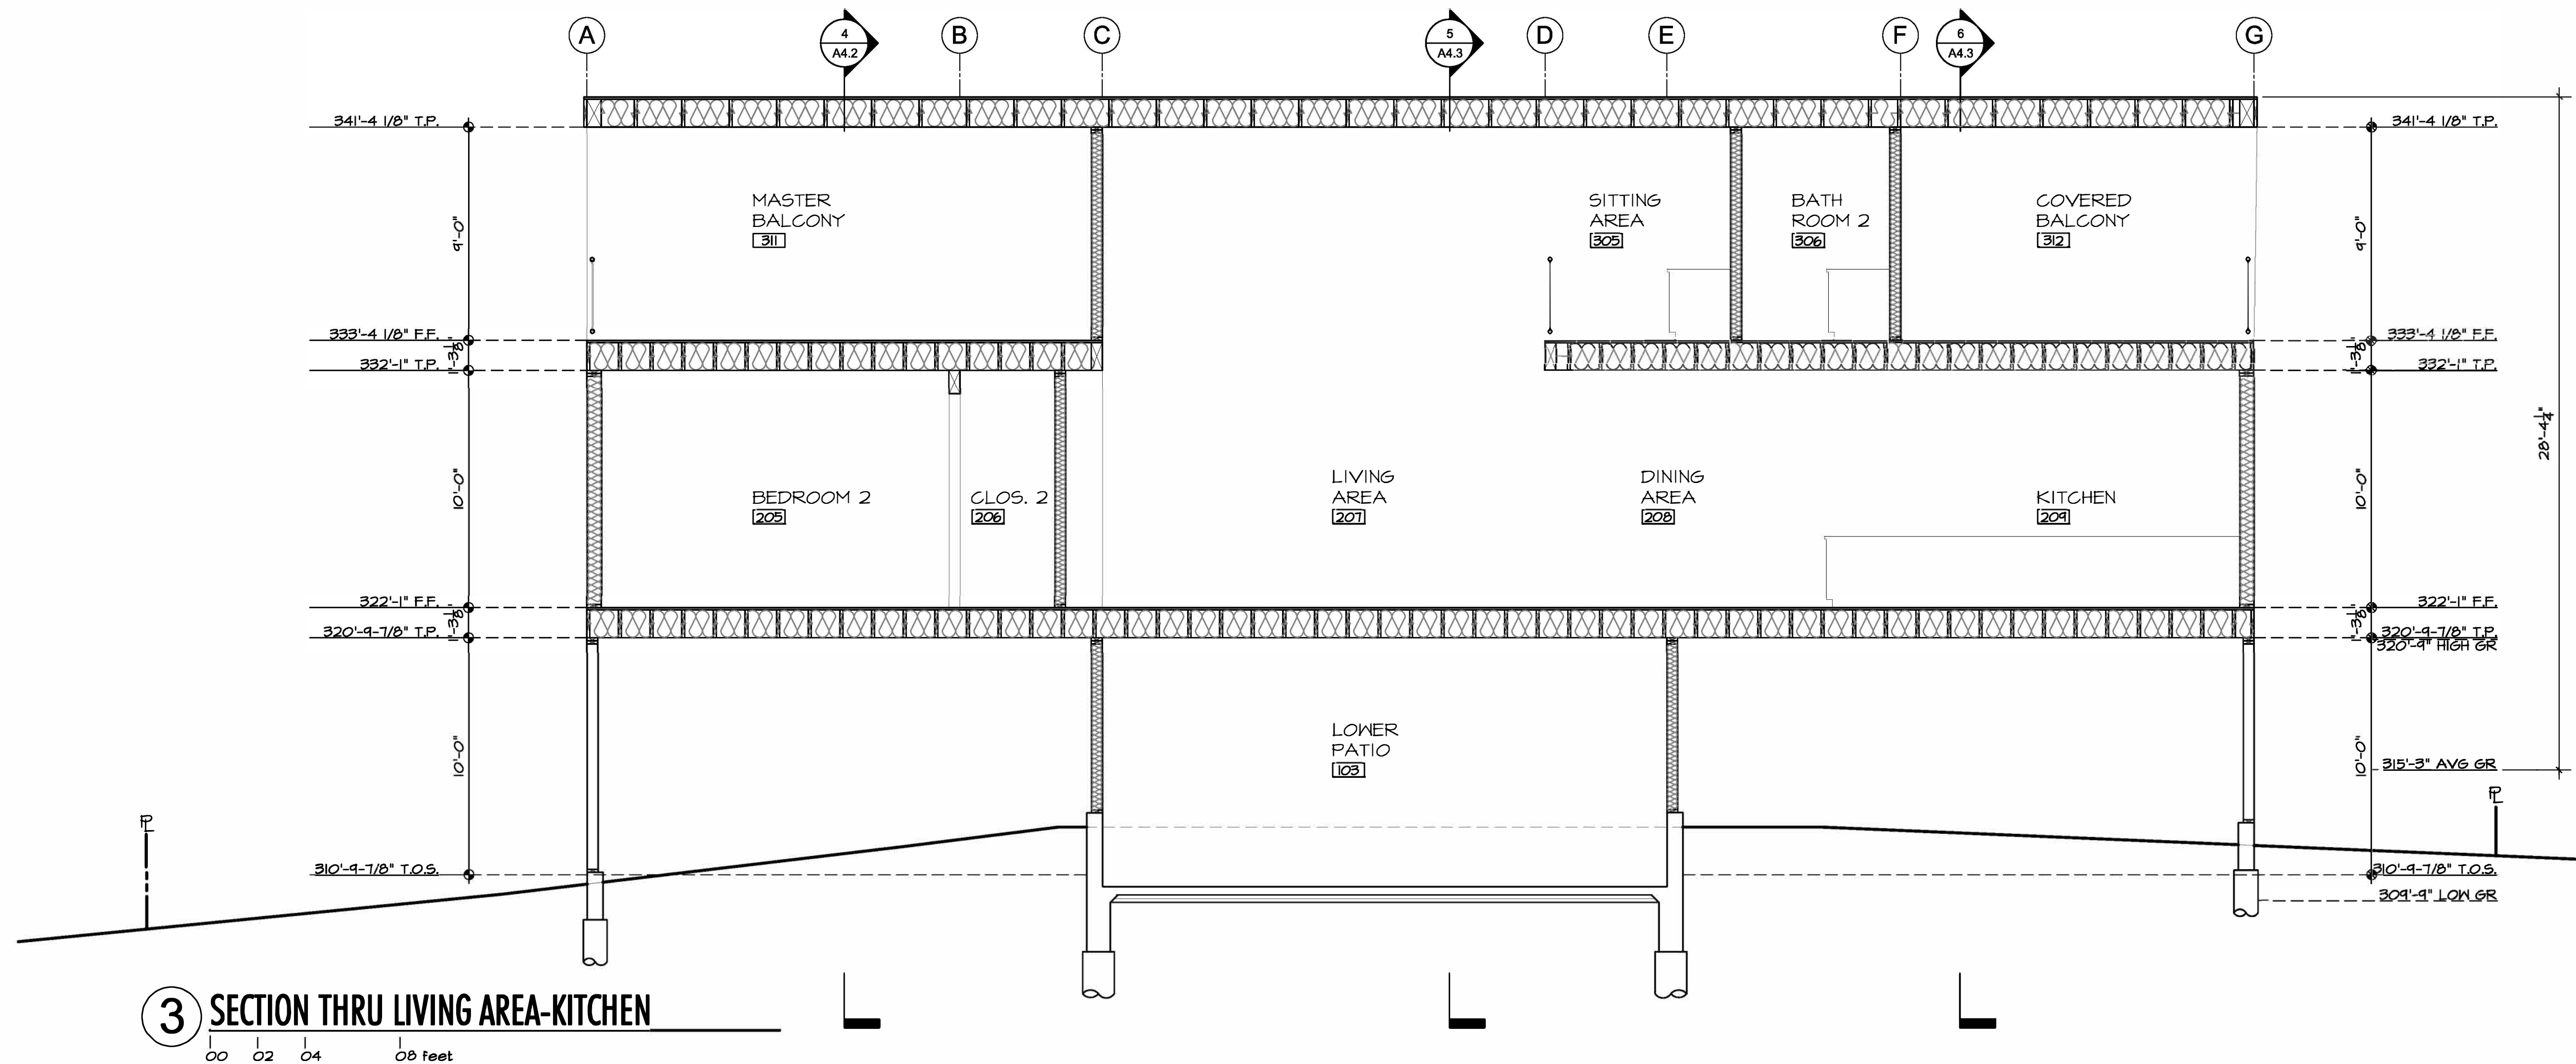 A
4
A4.2
B
C
5
A4.3
D
E
F
6
A4.3
G
341'-4 1/8" T.P.
341'-4 1/8" T.P.
MASTER
BALCONY
311
SITTING
AREA
305
BATH
ROOM 2
306
COVERED
BALCONY
312
9'-0"
9'-0"
333'-4 1/8" F.F.
333'-4 1/8" F.F.
332'-1" T.P.
332'-1" T.P.
28'-4 1/4"
10'-0"
10'-0"
BEDROOM 2
205
CLOS. 2
206
LIVING
AREA
207
DINING
AREA
208
KITCHEN
209
322'-1" F.F.
322'-1" F.F.
320'-9-7/8" T.P.
320'-9-7/8" T.P.
320'-9" HIGH GR
10'-0"
10'-0"
LOWER
PATIO
103
315'-3" AVG GR
PL
PL
310'-9-7/8" T.O.S.
310'-9-7/8" T.O.S.
309'-9" LOW GR
3 SECTION THRU LIVING AREA-KITCHEN
00 02 04 08 feet